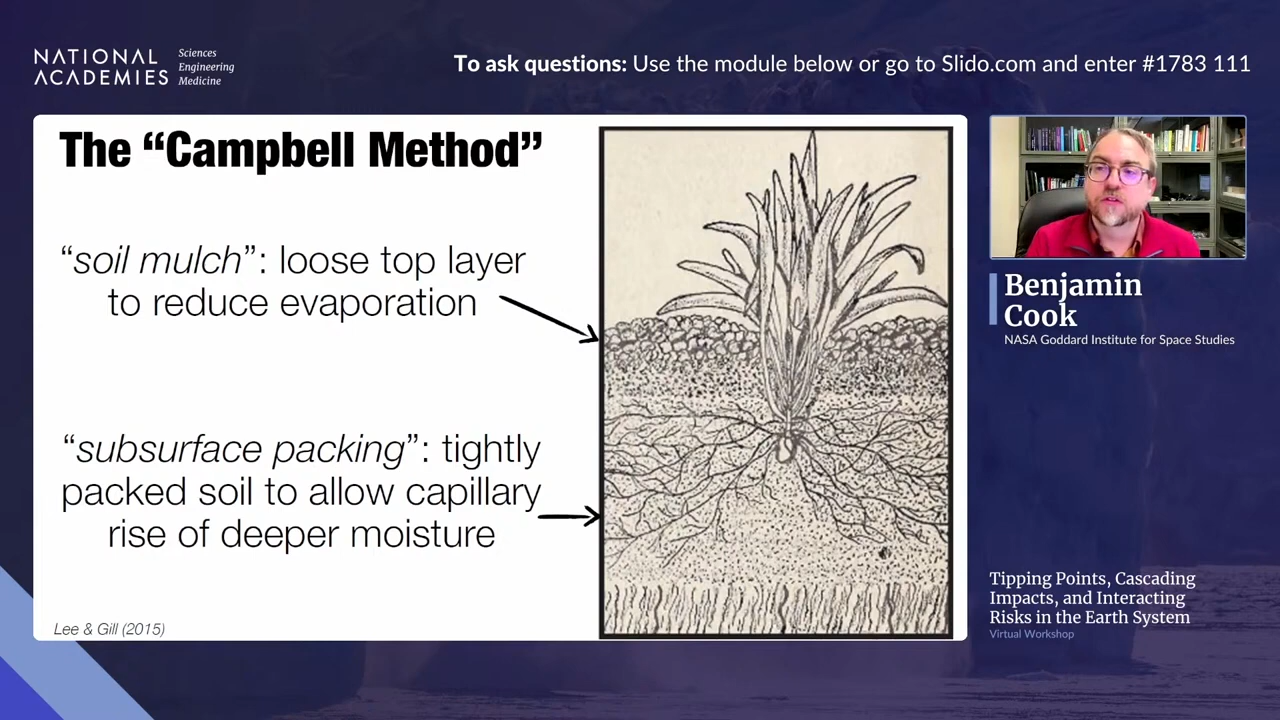 NATIONAL
ACADEMIES
Sciences
Engineering
Medicine
To ask questions: Use the module below or go to Slido.com and enter #1783 111
The “Campbell Method”
“soil mulch”: loose top layer
to reduce evaporation
“subsurface packing”: tightly
packed soil to allow capillary
rise of deeper moisture
Lee & Gill (2015)
Benjamin
Cook
NASA Goddard Institute for Space Studies
Tipping Points, Cascading
Impacts, and Interacting
Risks in the Earth System
Virtual Workshop